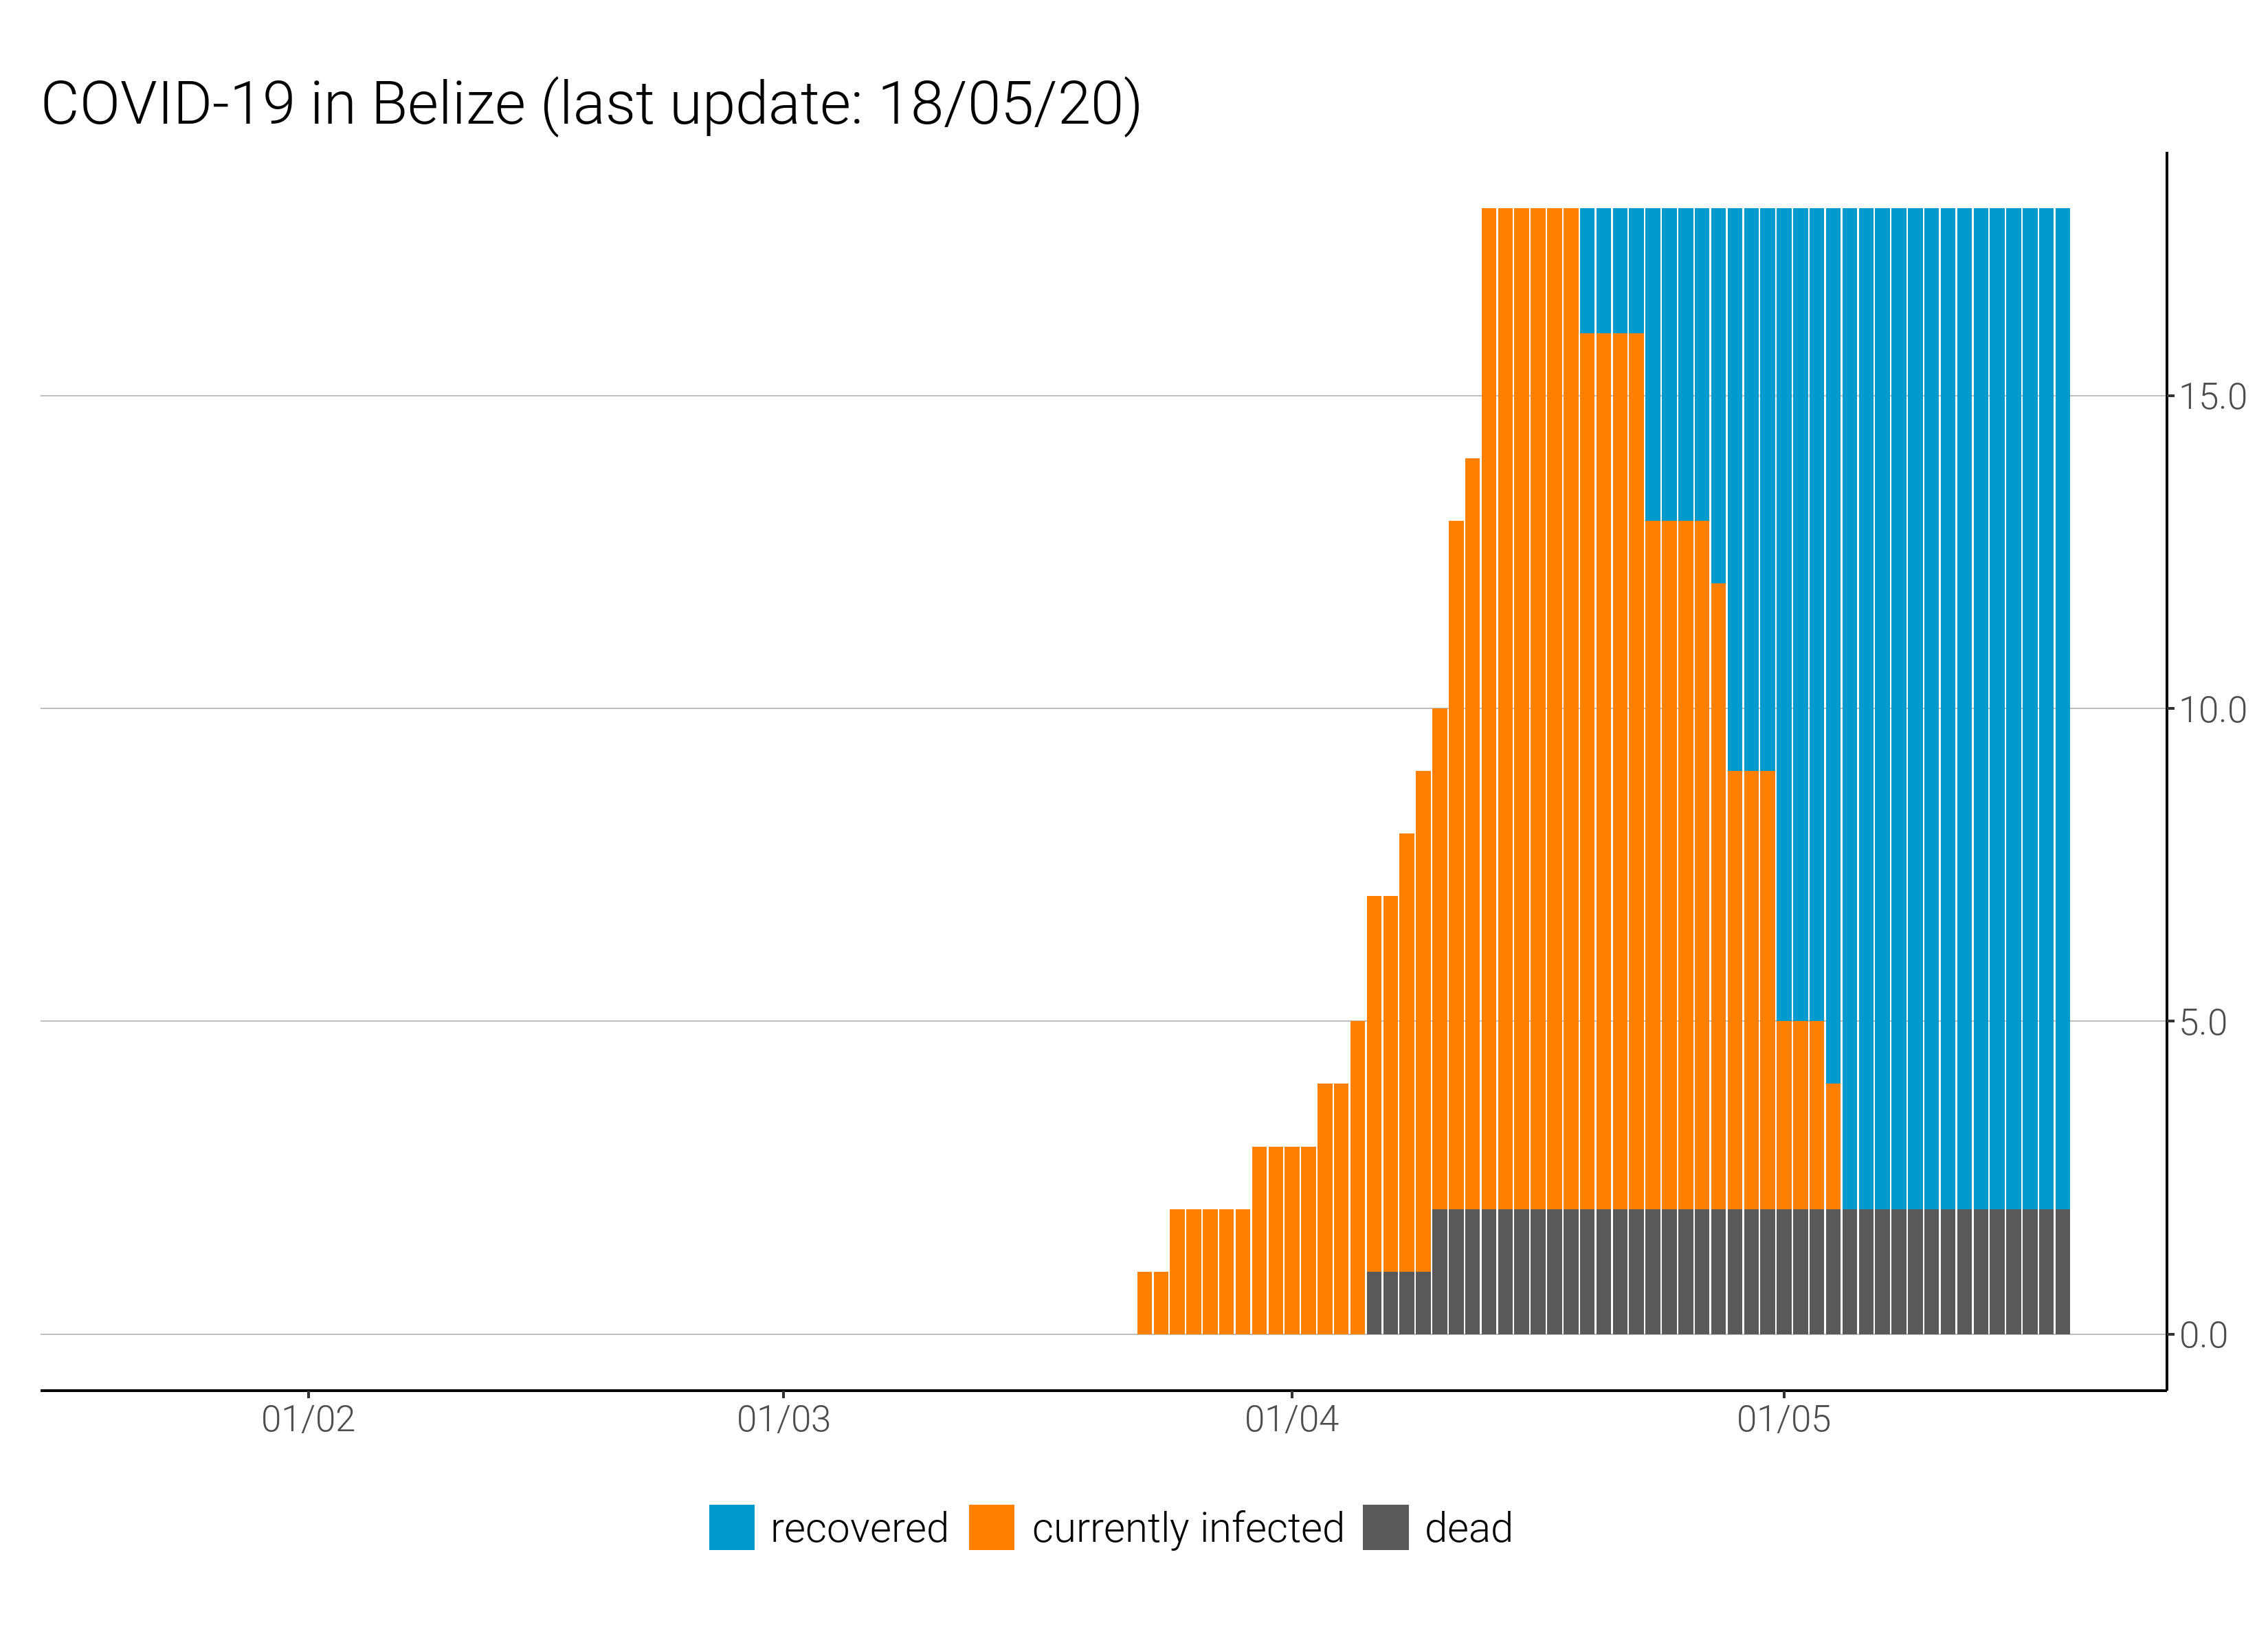 COVID-19 in Belize (last update: 18/05/20)
15.0
10.0
5.0
0.0
01/02 01/03 01/04 01/05
recovered currently infected dead